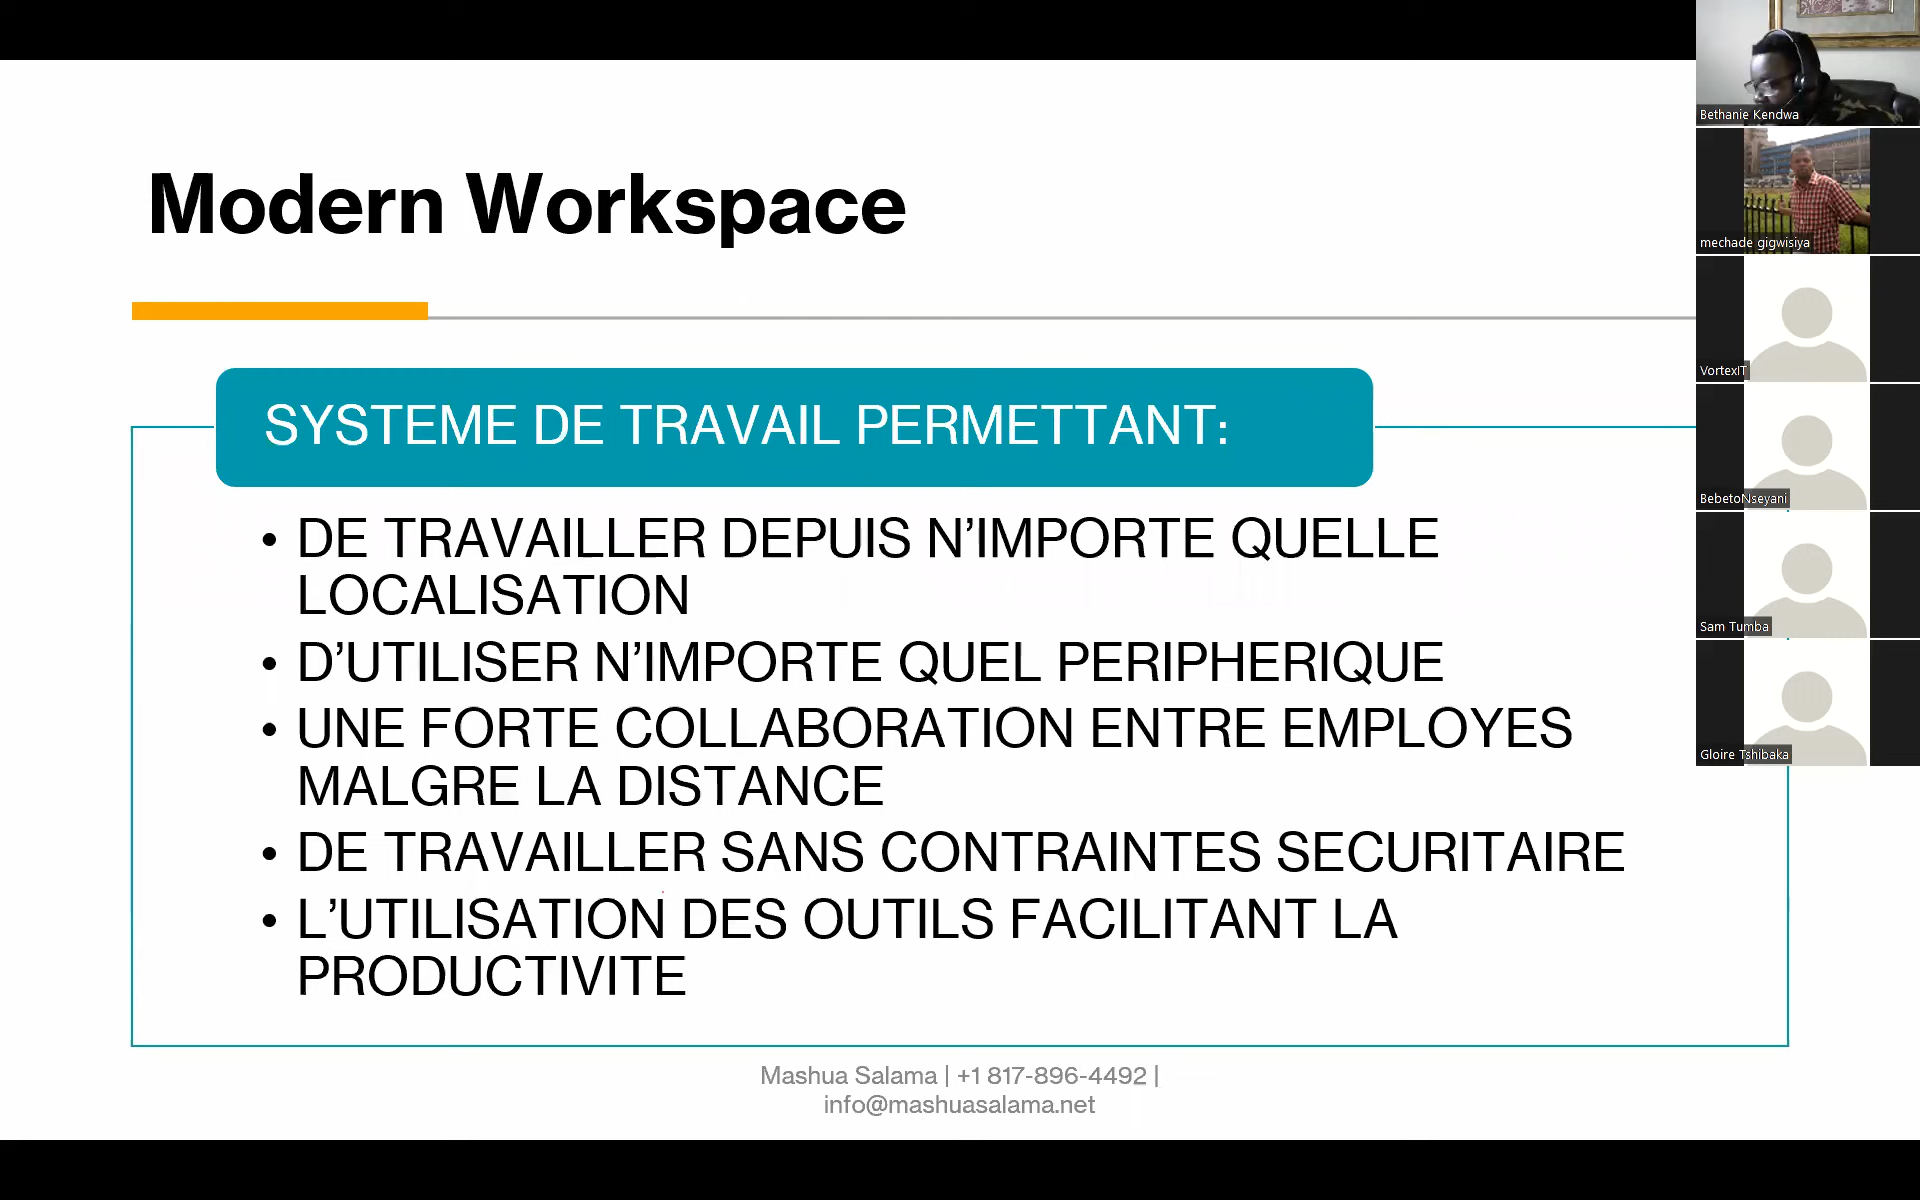 Modern Workspace
SYSTEME DE TRAVAIL PERMETTANT:
• DE TRAVAILLER DEPUIS N’IMPORTE QUELLE
LOCALISATION
• D’UTILISER N’IMPORTE QUEL PERIPHERIQUE
• UNE FORTE COLLABORATION ENTRE EMPLOYES
MALGRE LA DISTANCE
• DE TRAVAILLER SANS CONTRAINTES SECURITAIRE
• L’UTILISATION DES OUTILS FACILITANT LA
PRODUCTIVITE
Mashua Salama | +1 817-896-4492 |
info@mashuasalama.net
Bethanie Kendwa
mechade gigwisiya
VortexIT
BebetoNseyani
Sam Tumba
Gloire Tshibaka